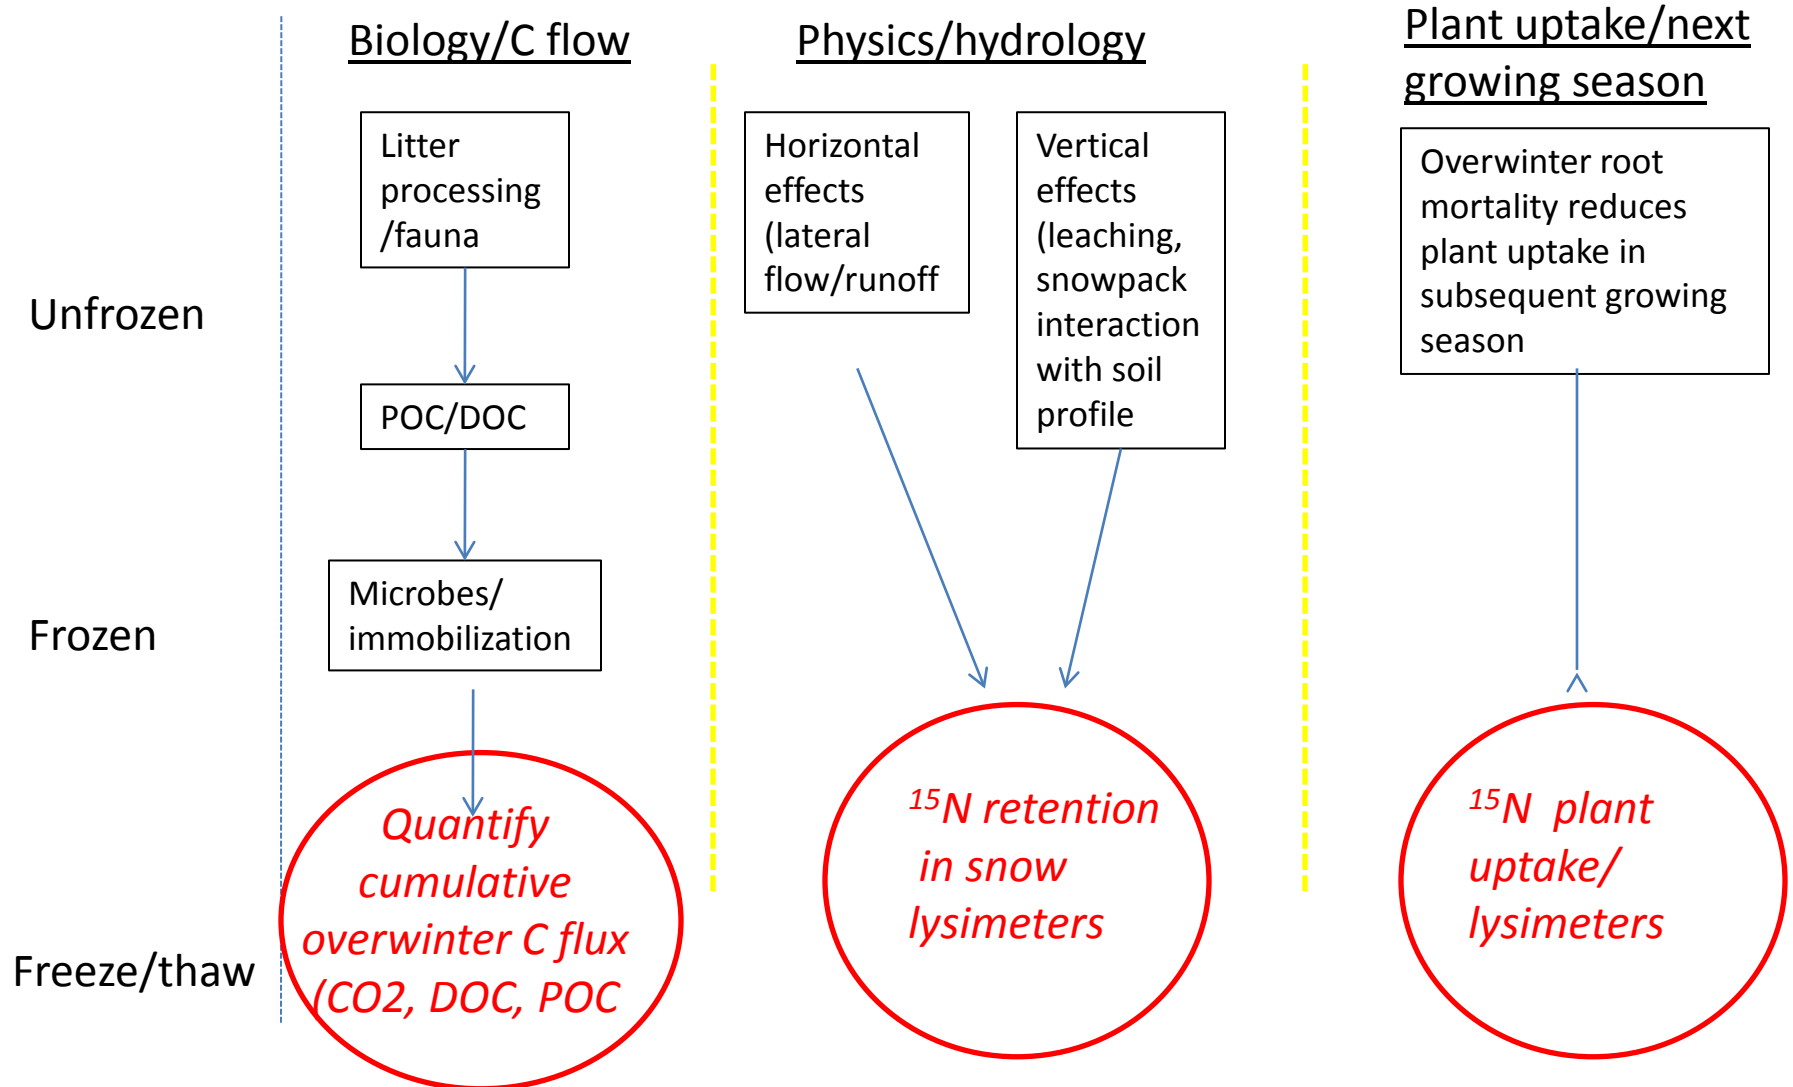 Biology/C flow
Physics/hydrology
Plant uptake/next
growing season
Unfrozen
Frozen
Freeze/thaw
Litter
processing
/fauna
POC/DOC
Microbes/
immobilization
Quantify
cumulative
overwinter C flux
(CO2, DOC, POC
Horizontal
effects
(lateral
flow/runoff
Vertical
effects
(leaching,
snowpack
interaction
with soil
profile
¹⁵N retention
in snow
lysimeters
Overwinter root
mortality reduces
plant uptake in
subsequent growing
season
¹⁵N plant
uptake/
lysimeters